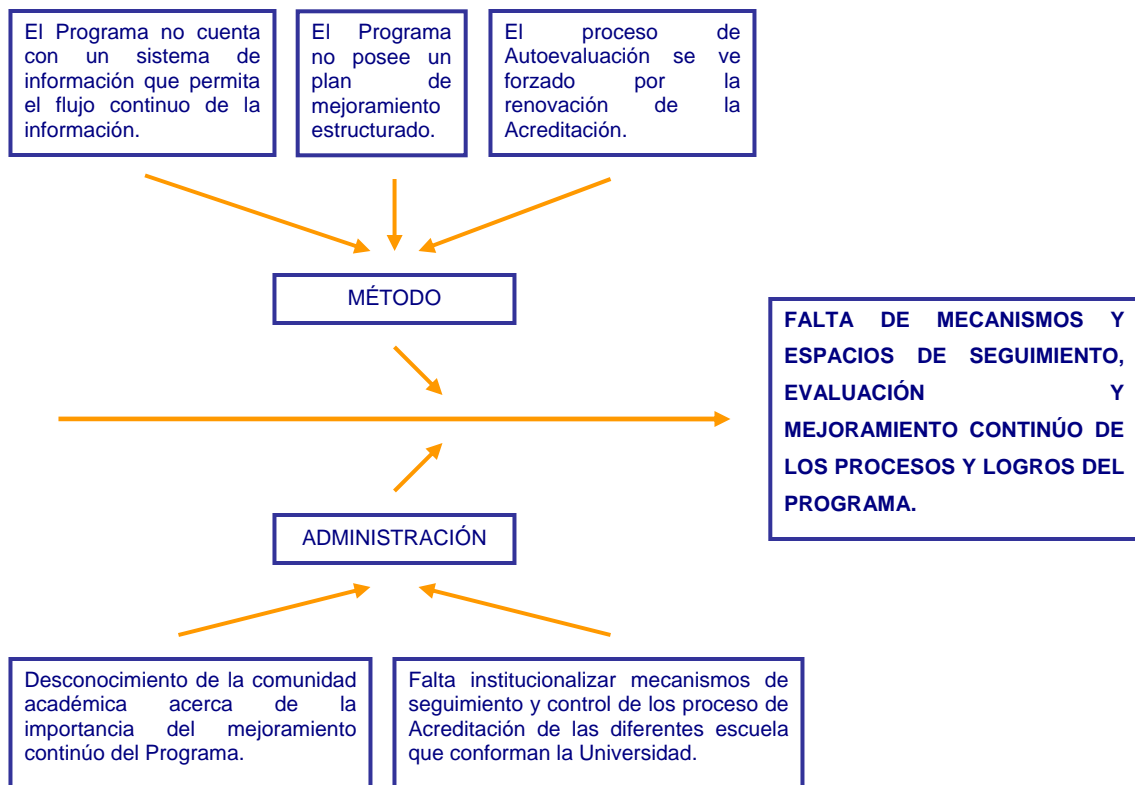 El Programa no cuenta
con un sistema de
información que permita
el flujo continuo de la
información.
El Programa
no posee un
plan de
mejoramiento
estructurado.
El proceso de
Autoevaluación se ve
forzado por la
renovación de la
Acreditación.
MÉTODO
FALTA DE MECANISMOS Y
ESPACIOS DE SEGUIMIENTO,
EVALUACIÓN Y
MEJORAMIENTO CONTINÚO DE
LOS PROCESOS Y LOGROS DEL
PROGRAMA.
ADMINISTRACIÓN
Desconocimiento de la comunidad
académica acerca de la
importancia del mejoramiento
continúo del Programa.
Falta institucionalizar mecanismos de
seguimiento y control de los proceso de
Acreditación de las diferentes escuela
que conforman la Universidad.